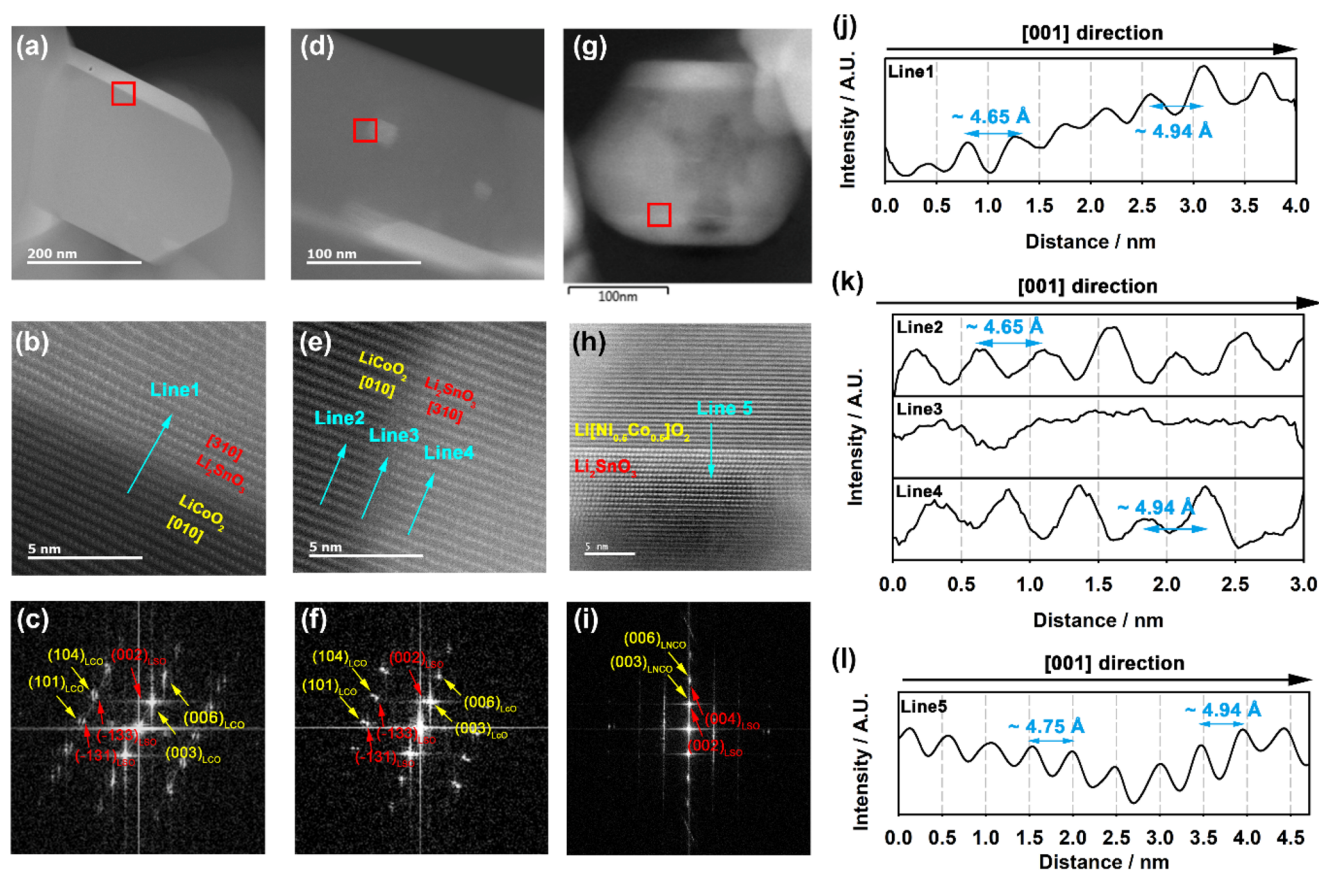 (a)
200 nm
(d)
100 nm
(g)
100nm
(j)
[001] direction
Line1
~ 4.65 Å
~ 4.94 Å
Intensity / A.U.
0.0 0.5 1.0 1.5 2.0 2.5 3.0 3.5 4.0
Distance / nm
(b)
Line1
[310]
Li₂SnO₃
LiCoO₂
[010]
5 nm
(e)
LiCoO₂
[010]
Li₂SnO₃
[310]
Line2
Line3
Line4
5 nm
(h)
Line 5
Li[Ni₀.₅Co₀.₅]O₂
Li₂SnO₃
5 nm
(k)
[001] direction
Line2
~ 4.65 Å
Line3
Line4
~ 4.94 Å
Intensity / A.U.
0.0 0.5 1.0 1.5 2.0 2.5 3.0
Distance / nm
(c)
(104)LCO
(002)LSO
(101)LCO
(006)LCO
(-133)LSO
(003)LCO
(-131)LSO
(f)
(104)LCO
(002)LSO
(101)LCO
(006)LCO
(-133)LSO
(003)LCO
(-131)LSO
(i)
(006)LNCO
(003)LNCO
(004)LSO
(002)LSO
(l)
[001] direction
Line5
~ 4.75 Å
~ 4.94 Å
Intensity / A.U.
0.0 0.5 1.0 1.5 2.0 2.5 3.0 3.5 4.0 4.5
Distance / nm